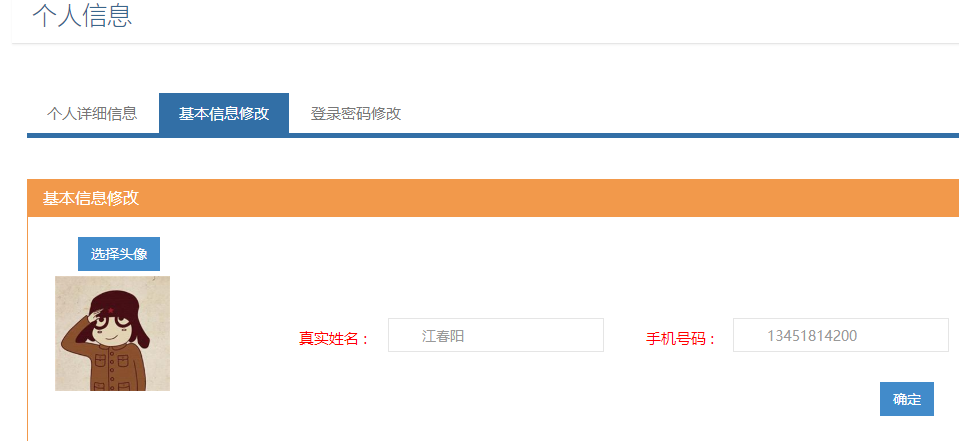 个人信息
个人详细信息 基本信息修改 登录密码修改
基本信息修改
选择头像
真实姓名： 江春阳 手机号码： 13451814200
确定